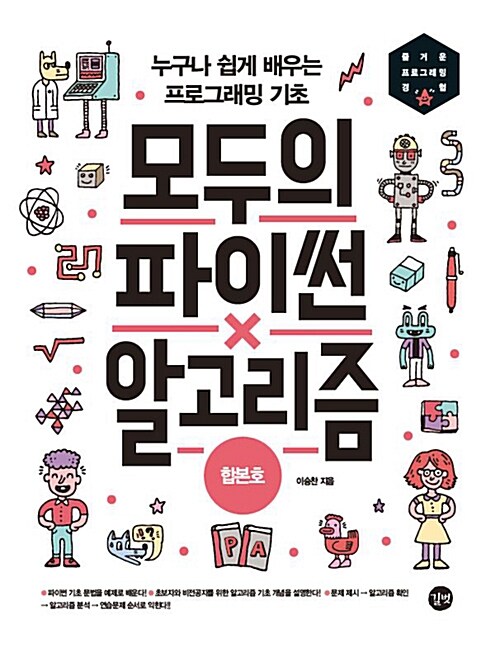 누구나 쉽게 배우는
프로그래밍 기초
즐거운
프로그래밍
경험
모두의
파이썬
×
알고리즘
합본호
이승찬 지음
P A
• 파이썬 기초 문법을 예제로 배운다! • 초보자와 비전공자를 위한 알고리즘 기초 개념을 설명한다! • 문제 제시 → 알고리즘 확인
→ 알고리즘 분석 → 연습문제 순서로 익힌다!!
길벗